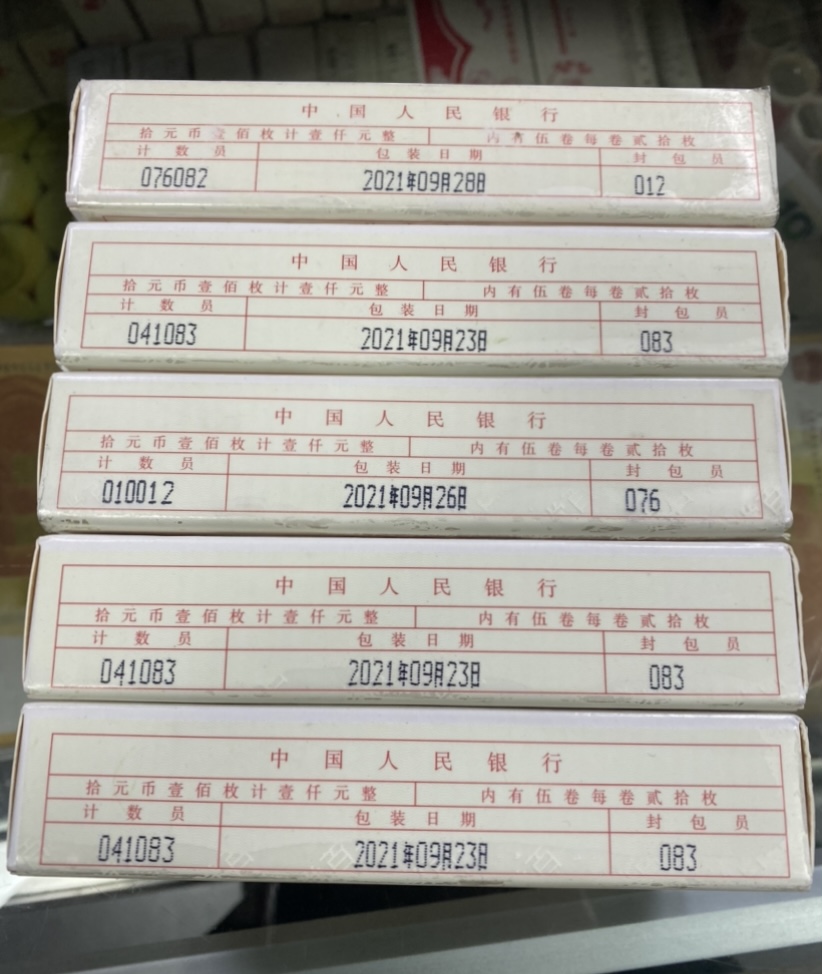 中国人民银行
拾元币壹佰枚计壹仟元整 内有伍卷每卷贰拾枚
计数员 包装日期 封包员
076082 2021年09月28日 012
中国人民银行
拾元币壹佰枚计壹仟元整 内有伍卷每卷贰拾枚
计数员 包装日期 封包员
041083 2021年09月23日 083
中国人民银行
拾元币壹佰枚计壹仟元整 内有伍卷每卷贰拾枚
计数员 包装日期 封包员
010012 2021年09月26日 076
中国人民银行
拾元币壹佰枚计壹仟元整 内有伍卷每卷贰拾枚
计数员 包装日期 封包员
041083 2021年09月23日 083
中国人民银行
拾元币壹佰枚计壹仟元整 内有伍卷每卷贰拾枚
计数员 包装日期 封包员
041083 2021年09月23日 083